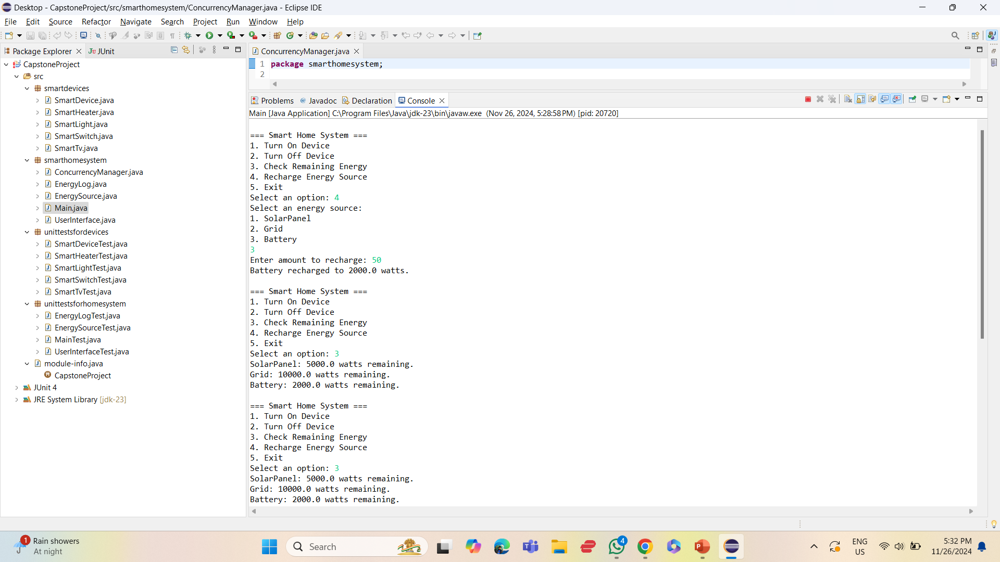 Desktop - CapstoneProject/src/smarthomesystem/ConcurrencyManager.java - Eclipse IDE
File Edit Source Refactor Navigate Search Project Run Window Help
Package Explorer
JUnit
CapstoneProject
src
smartdevices
SmartDevice.java
SmartHeater.java
SmartLight.java
SmartSwitch.java
SmartTv.java
smarthomesystem
ConcurrencyManager.java
EnergyLog.java
EnergySource.java
Main.java
UserInterface.java
unittestsfordevices
SmartDeviceTest.java
SmartHeaterTest.java
SmartLightTest.java
SmartSwitchTest.java
SmartTvTest.java
unittestsforhomesystem
EnergyLogTest.java
EnergySourceTest.java
MainTest.java
UserInterfaceTest.java
module-info.java
CapstoneProject
JUnit 4
JRE System Library [jdk-23]
ConcurrencyManager.java
1 package smarthomesystem;
2
Problems Javadoc Declaration Console
Main [Java Application] C:\Program Files\Java\jdk-23\bin\javaw.exe (Nov 26, 2024, 5:28:58 PM) [pid: 20720]
=== Smart Home System ===
1. Turn On Device
2. Turn Off Device
3. Check Remaining Energy
4. Recharge Energy Source
5. Exit
Select an option: 4
Select an energy source:
1. SolarPanel
2. Grid
3. Battery
3
Enter amount to recharge: 50
Battery recharged to 2000.0 watts.
=== Smart Home System ===
1. Turn On Device
2. Turn Off Device
3. Check Remaining Energy
4. Recharge Energy Source
5. Exit
Select an option: 3
SolarPanel: 5000.0 watts remaining.
Grid: 10000.0 watts remaining.
Battery: 2000.0 watts remaining.
=== Smart Home System ===
1. Turn On Device
2. Turn Off Device
3. Check Remaining Energy
4. Recharge Energy Source
5. Exit
Select an option: 3
SolarPanel: 5000.0 watts remaining.
Grid: 10000.0 watts remaining.
Battery: 2000.0 watts remaining.
1
Rain showers
At night
Search
4
ENG
US
5:32 PM
11/26/2024